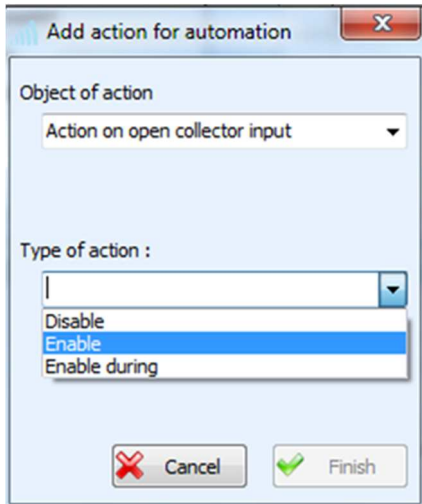 Add action for automation
Object of action
Action on open collector input
Type of action :
Disable
Enable
Enable during
Cancel
Finish